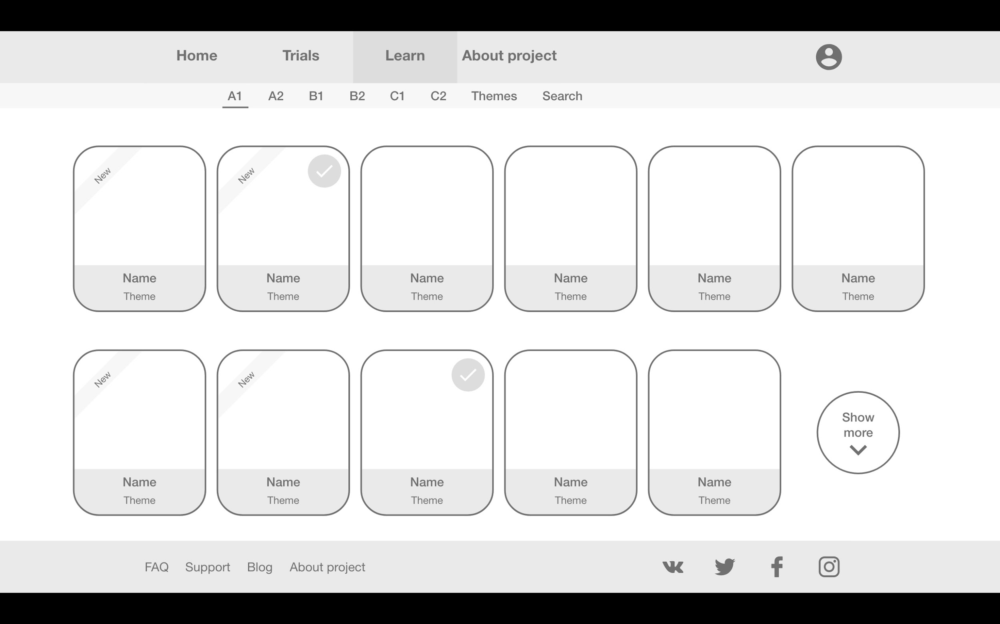 Home Trials Learn About project
A1 A2 B1 B2 C1 C2 Themes Search
New New
Name Name Name Name Name Name
Theme Theme Theme Theme Theme Theme
New New
Show
more
Name Name Name Name Name
Theme Theme Theme Theme Theme
FAQ Support Blog About project